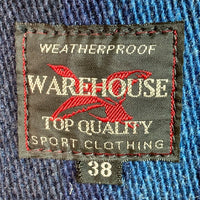 WEATHERPROOF
WAREHOUSE
TOP QUALITY
SPORT CLOTHING
38